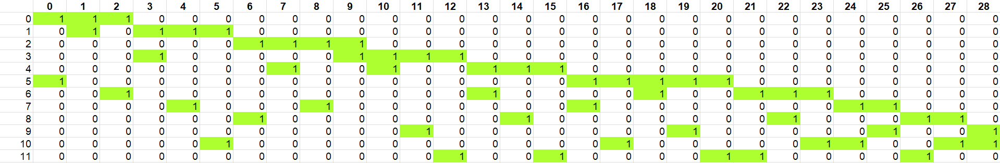 0 1 2 3 4 5 6 7 8 9 10 11 12 13 14 15 16 17 18 19 20 21 22 23 24 25 26 27 28
0 1 1 1 0 0 0 0 0 0 0 0 0 0 0 0 0 0 0 0 0 0 0 0 0 0 0 0 0 0
1 0 1 0 1 1 1 0 0 0 0 0 0 0 0 0 0 0 0 0 0 0 0 0 0 0 0 0 0 0
2 0 0 0 0 0 0 1 1 1 1 0 0 0 0 0 0 0 0 0 0 0 0 0 0 0 0 0 0 0
3 0 0 0 1 0 0 0 0 0 1 1 1 1 0 0 0 0 0 0 0 0 0 0 0 0 0 0 0 0
4 0 0 0 0 0 0 0 1 0 0 1 0 0 1 1 1 0 0 0 0 0 0 0 0 0 0 0 0 0
5 1 0 0 0 0 0 0 0 0 0 0 0 0 0 0 0 1 1 1 1 1 0 0 0 0 0 0 0 0
6 0 0 1 0 0 0 0 0 0 0 0 0 0 1 0 0 0 0 1 0 0 1 1 1 0 0 0 0 0
7 0 0 0 0 1 0 0 0 1 0 0 0 0 0 0 0 1 0 0 0 0 0 0 0 1 1 0 0 0
8 0 0 0 0 0 0 1 0 0 0 0 0 0 0 1 0 0 0 0 0 0 0 1 0 0 0 1 1 0
9 0 0 0 0 0 0 0 0 0 0 0 1 0 0 0 0 0 0 0 1 0 0 0 0 0 1 0 0 1
10 0 0 0 0 0 1 0 0 0 0 0 0 0 0 0 0 0 1 0 0 0 0 0 1 1 0 0 1 1
11 0 0 0 0 0 0 0 0 0 0 0 0 1 0 0 1 0 0 0 0 1 1 0 0 0 0 1 0 0